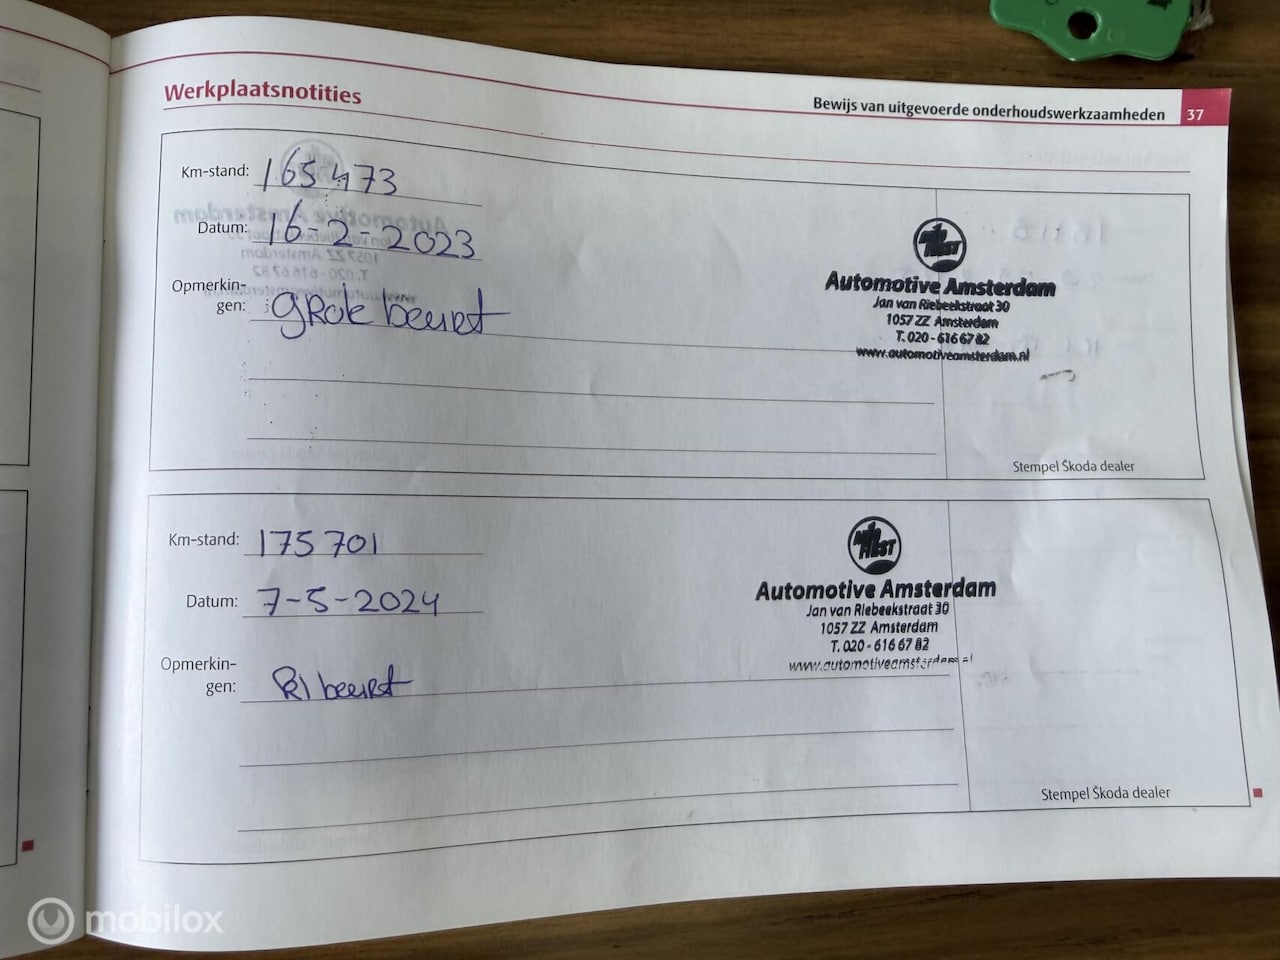 Werkplaatsnotities
Bewijs van uitgevoerde onderhoudswerkzaamheden 37
Km-stand: 165473
Datum: 16-2-2023
Opmerkin-
gen: grote beurt
Automotive Amsterdam
Jan van Riebeekstraat 30
1057 ZZ Amsterdam
T. 020 - 616 67 82
www.automotiveamsterdam.nl
Stempel Škoda dealer
Km-stand: 175701
Datum: 7-5-2024
Opmerkin-
gen: kl beurt
Automotive Amsterdam
Jan van Riebeekstraat 30
1057 ZZ Amsterdam
T. 020 - 616 67 82
www.automotiveamsterdam.nl
Stempel Škoda dealer
mobilox